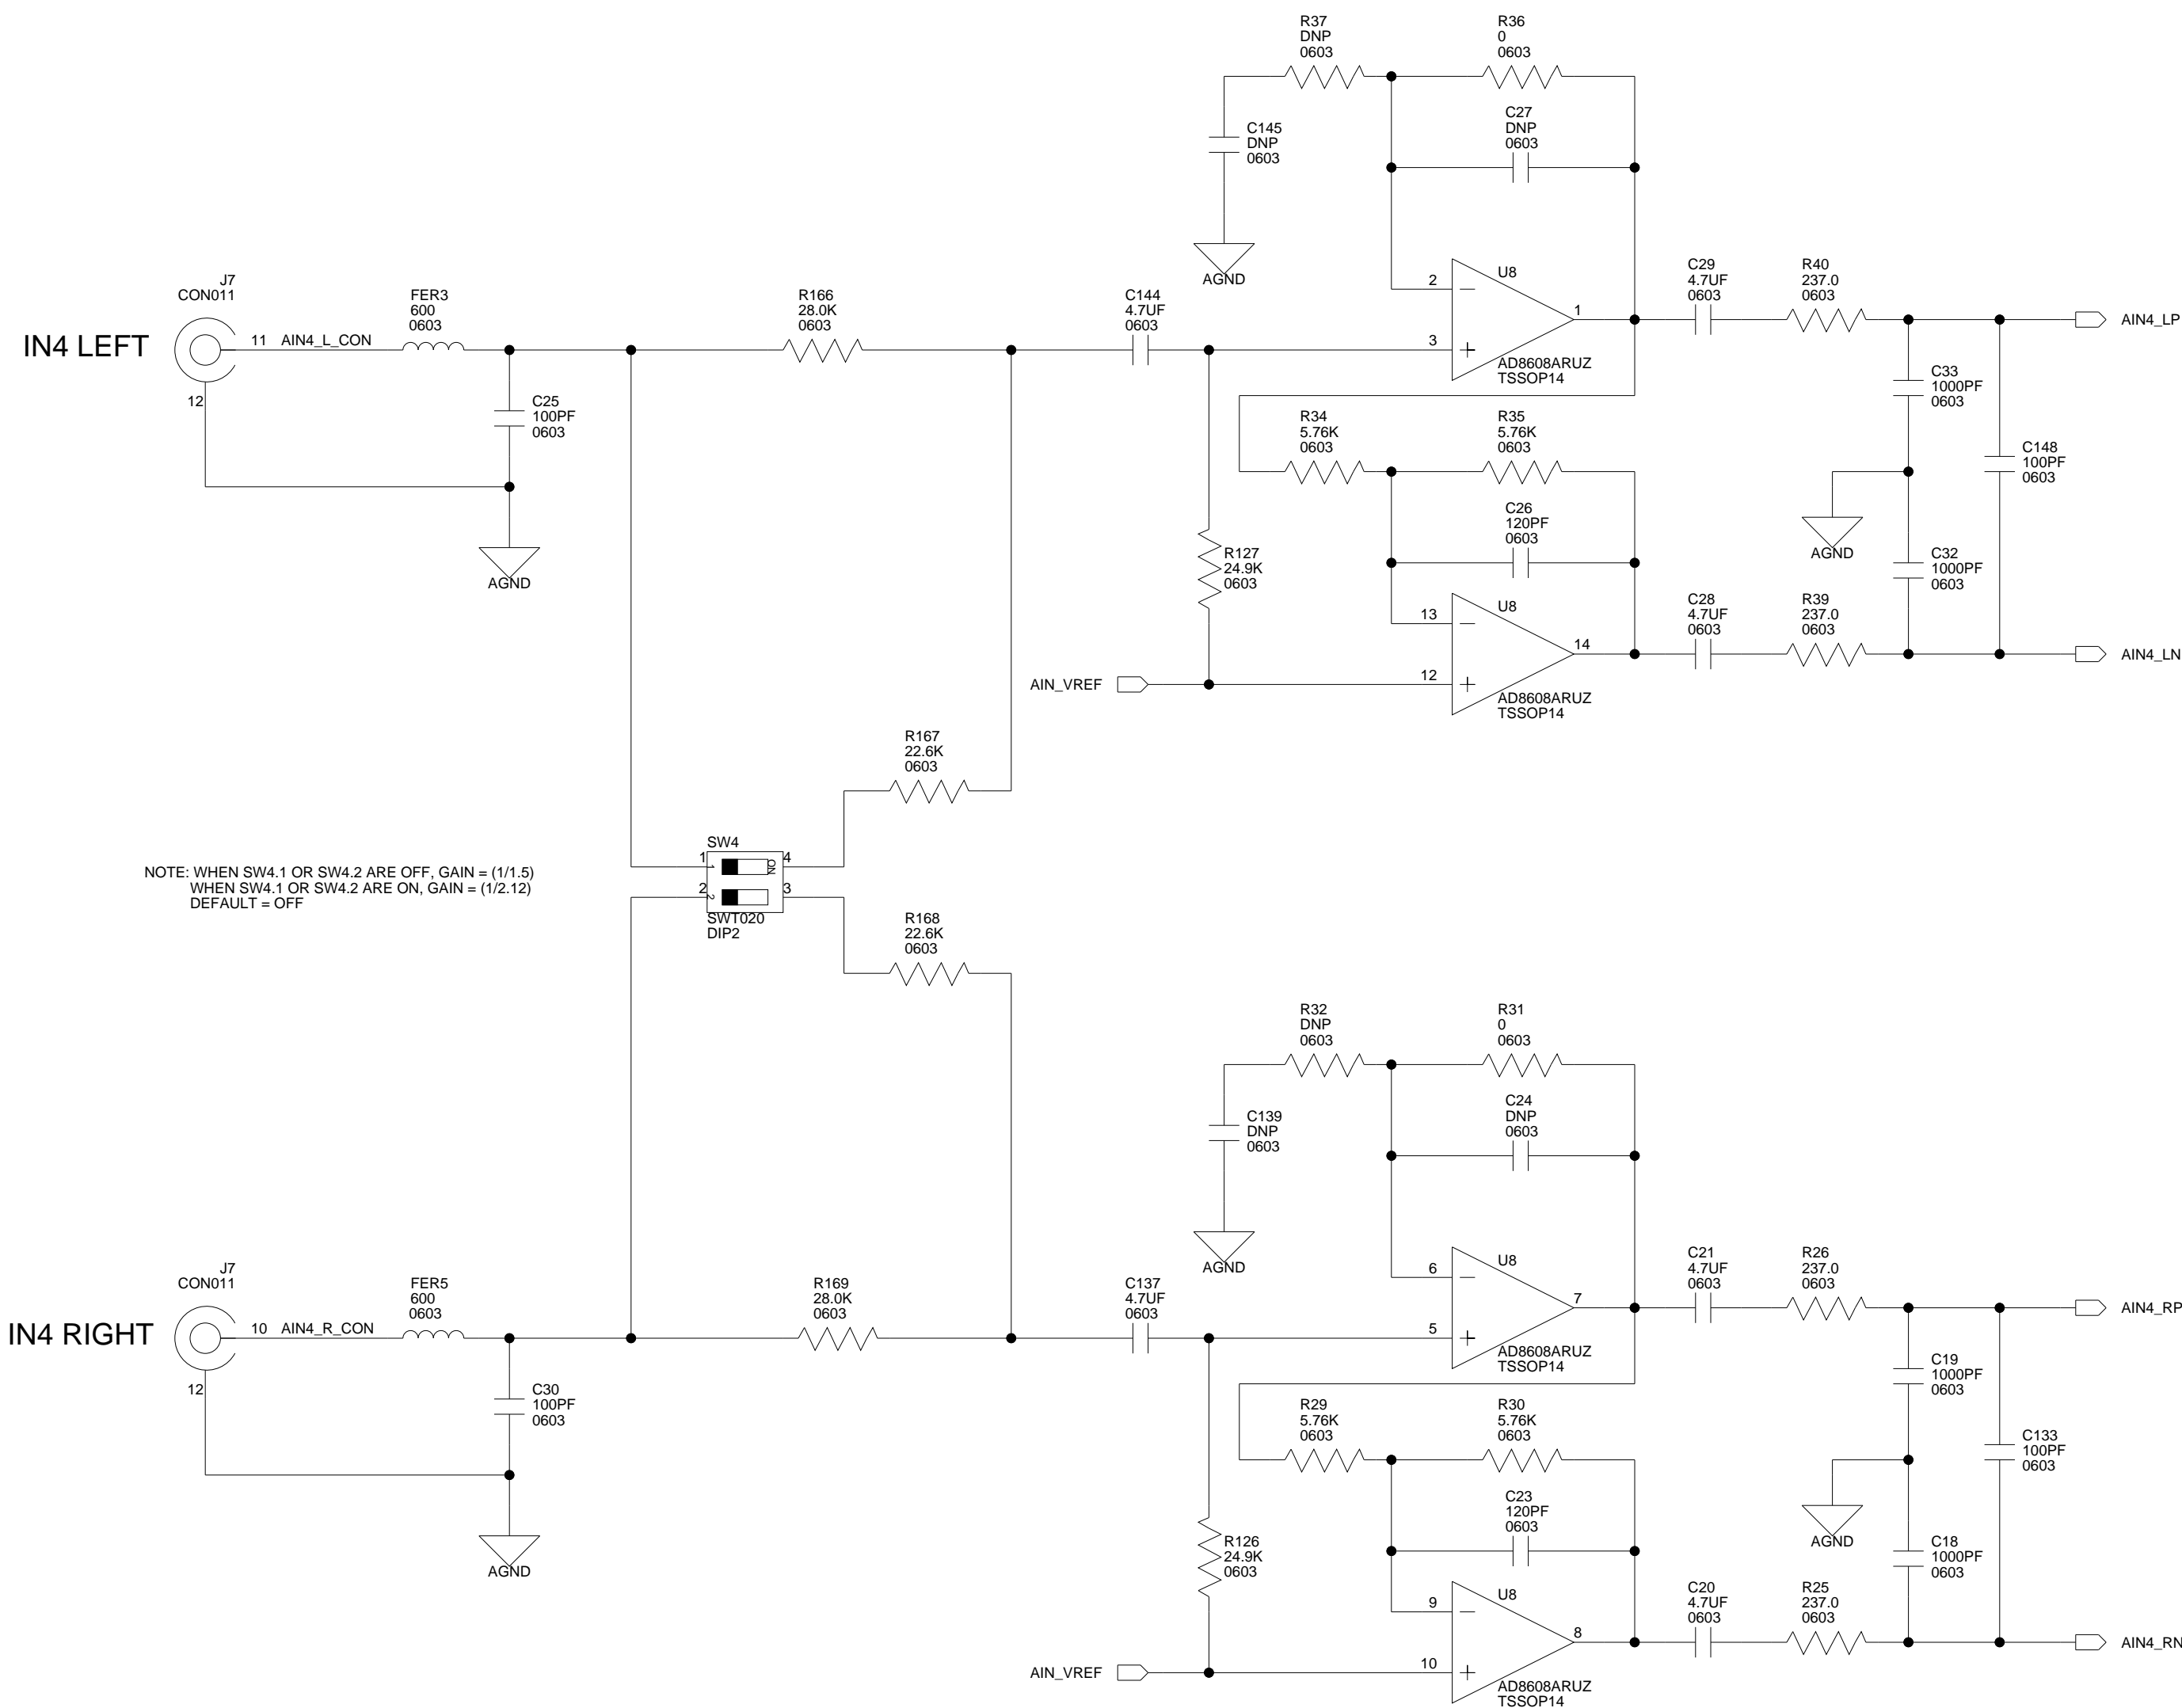 R37
DNP
0603
R36
0
0603
C145
DNP
0603
C27
DNP
0603
AGND
J7
CON011
IN4 LEFT
11 AIN4_L_CON
12
FER3
600
0603
C25
100PF
0603
AGND
R166
28.0K
0603
C144
4.7UF
0603
2
3
U8
1
AD8608ARUZ
TSSOP14
C29
4.7UF
0603
R40
237.0
0603
AIN4_LP
C33
1000PF
0603
C148
100PF
0603
AGND
C32
1000PF
0603
R34
5.76K
0603
R35
5.76K
0603
C26
120PF
0603
R127
24.9K
0603
13
12
U8
14
AD8608ARUZ
TSSOP14
C28
4.7UF
0603
R39
237.0
0603
AIN4_LN
AIN_VREF
R167
22.6K
0603
SW4
1
4
1
ON
2
3
2
SWT020
DIP2
NOTE: WHEN SW4.1 OR SW4.2 ARE OFF, GAIN = (1/1.5)
WHEN SW4.1 OR SW4.2 ARE ON, GAIN = (1/2.12)
DEFAULT = OFF
R168
22.6K
0603
R32
DNP
0603
R31
0
0603
C139
DNP
0603
C24
DNP
0603
AGND
J7
CON011
IN4 RIGHT
10 AIN4_R_CON
12
FER5
600
0603
C30
100PF
0603
AGND
R169
28.0K
0603
C137
4.7UF
0603
6
5
U8
7
AD8608ARUZ
TSSOP14
C21
4.7UF
0603
R26
237.0
0603
AIN4_RP
C19
1000PF
0603
C133
100PF
0603
AGND
C18
1000PF
0603
R29
5.76K
0603
R30
5.76K
0603
C23
120PF
0603
R126
24.9K
0603
9
10
U8
8
AD8608ARUZ
TSSOP14
C20
4.7UF
0603
R25
237.0
0603
AIN4_RN
AIN_VREF